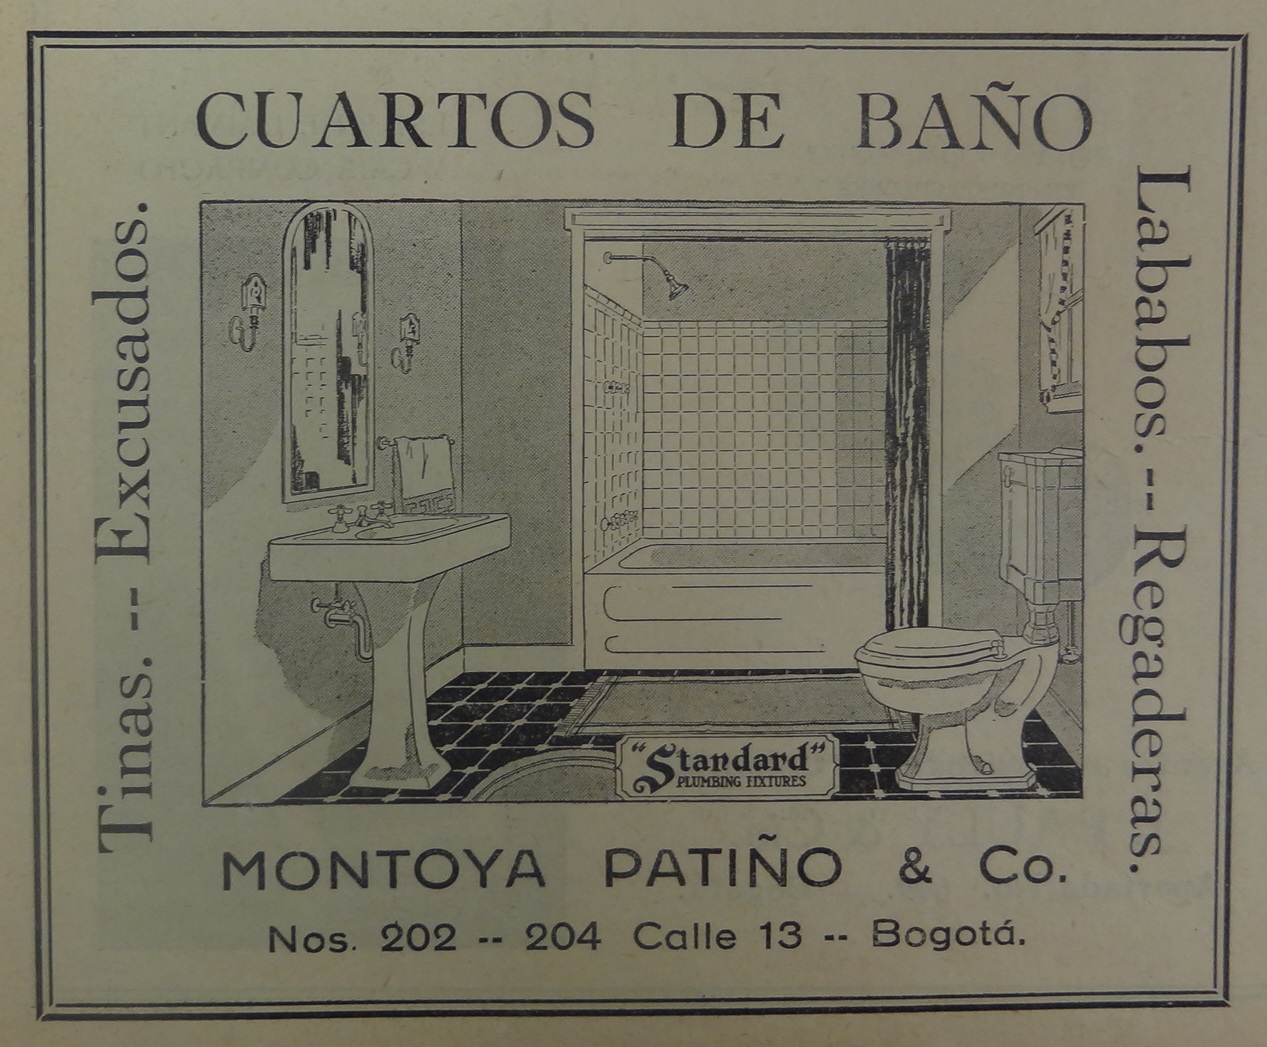 CUARTOS DE BAÑO
Tinas. -- Excusados.
Lababos. -- Regaderas.
"Standard"
PLUMBING FIXTURES
MONTOYA PATIÑO & Co.
Nos. 202 -- 204 Calle 13 -- Bogotá.